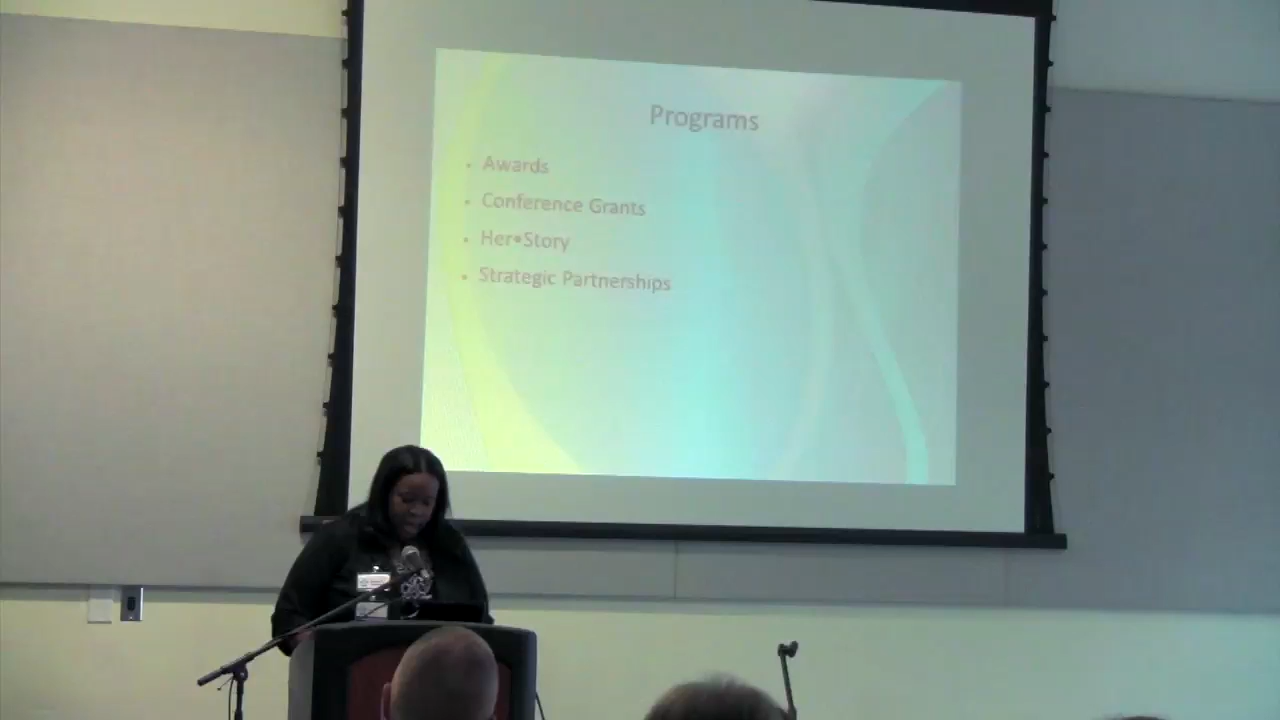 Programs
• Awards
• Conference Grants
• Her•Story
• Strategic Partnerships